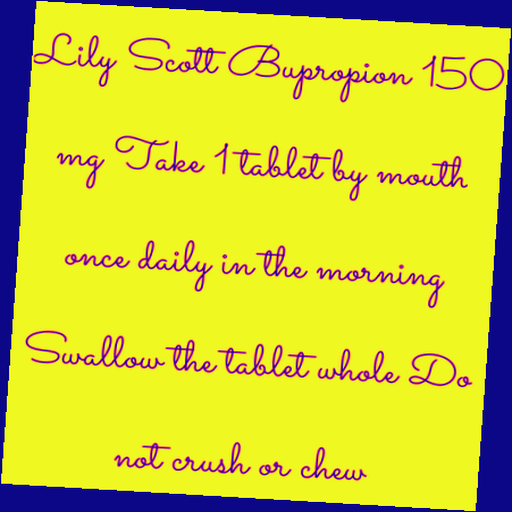 Lily Scott Bupropion 150
mg Take 1 tablet by mouth
once daily in the morning
Swallow the tablet whole Do
not crush or chew